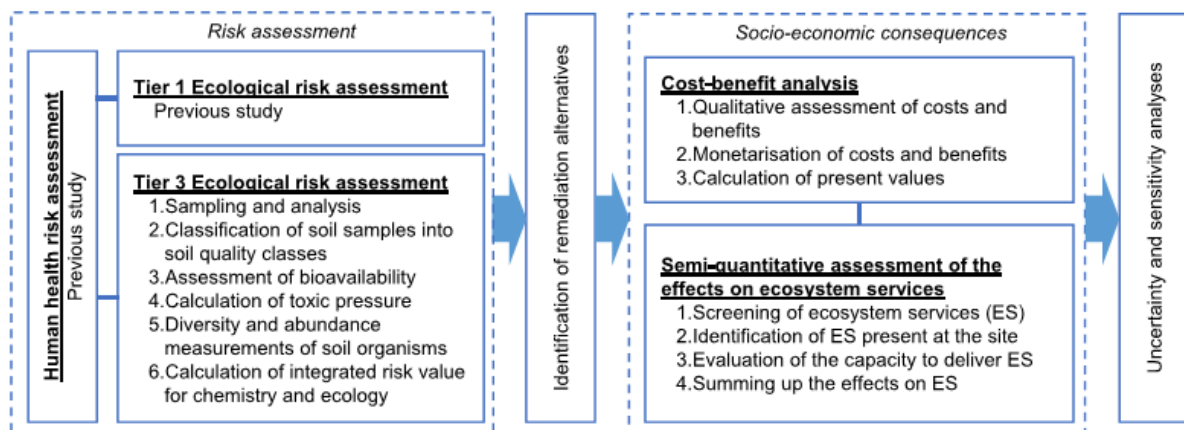 Risk assessment
Human health risk assessment
Previous study
Tier 1 Ecological risk assessment
Previous study
Tier 3 Ecological risk assessment
1.Sampling and analysis
2.Classification of soil samples into
soil quality classes
3.Assessment of bioavailability
4.Calculation of toxic pressure
5.Diversity and abundance
measurements of soil organisms
6.Calculation of integrated risk value
for chemistry and ecology
Identification of remediation alternatives
Socio-economic consequences
Cost-benefit analysis
1.Qualitative assessment of costs and
benefits
2.Monetarisation of costs and benefits
3.Calculation of present values
Semi-quantitative assessment of the
effects on ecosystem services
1.Screening of ecosystem services (ES)
2.Identification of ES present at the site
3.Evaluation of the capacity to deliver ES
4.Summing up the effects on ES
Uncertainty and sensitivity analyses